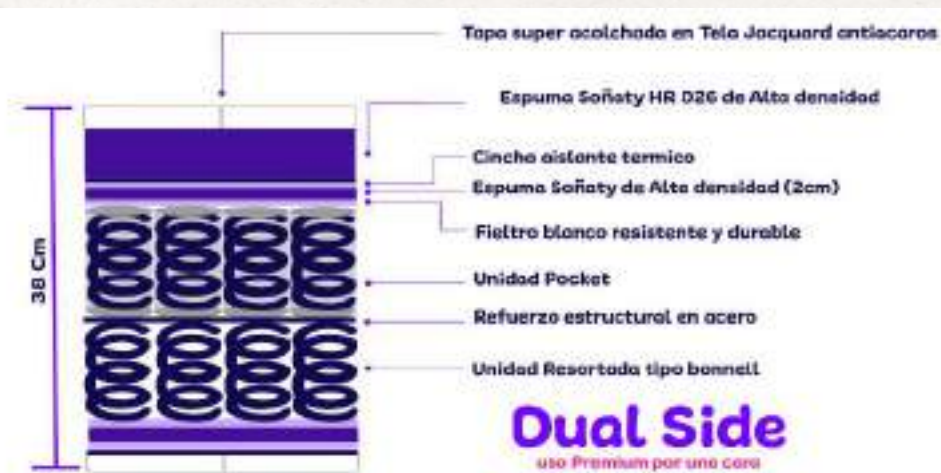 Tapa super acolchada en Tela Jacquard antiacaros
Espuma Soñaty HR D26 de Alta densidad
Cincha aislante termico
Espuma Soñaty de Alta densidad (2cm)
Fieltro blanco resistente y durable
38 Cm
Unidad Pocket
Refuerzo estructural en acero
Unidad Resortada tipo bonnell
Dual Side
uso Premium por una cara